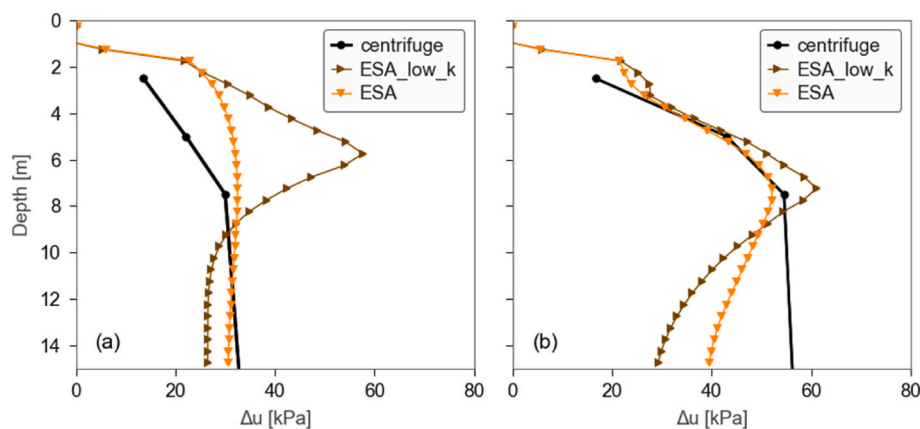 0
2
4
6
8
10
12
14
Depth [m]
centrifuge
ESA_low_k
ESA
(a)
0 20 40 60 80
Δu [kPa]
centrifuge
ESA_low_k
ESA
(b)
0 20 40 60 80
Δu [kPa]